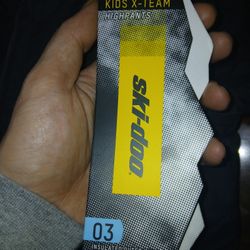 KIDS X-TEAM
HIGHPANTS
ski-doo
03